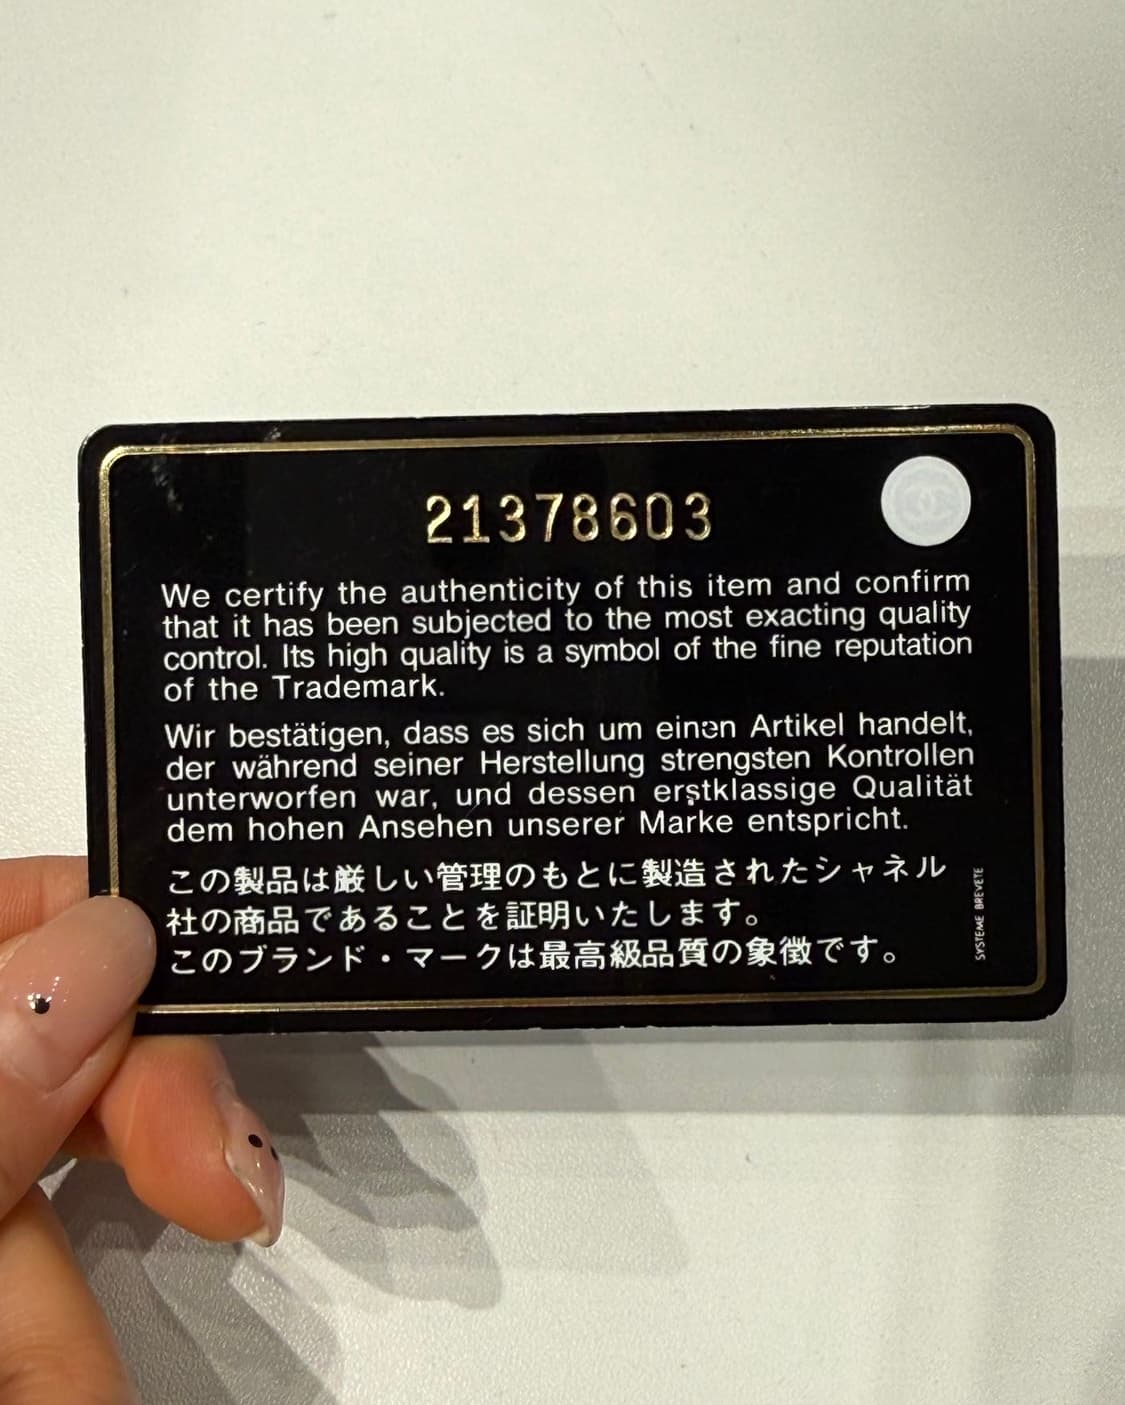 21378603
We certify the authenticity of this item and confirm
that it has been subjected to the most exacting quality
control. Its high quality is a symbol of the fine reputation
of the Trademark.
Wir bestätigen, dass es sich um einen Artikel handelt,
der während seiner Herstellung strengsten Kontrollen
unterworfen war, und dessen erstklassige Qualität
dem hohen Ansehen unserer Marke entspricht.
この製品は厳しい管理のもとに製造されたシャネル
社の商品であることを証明いたします。
このブランド・マークは最高級品質の象徴です。
SYSTEME BREVETE